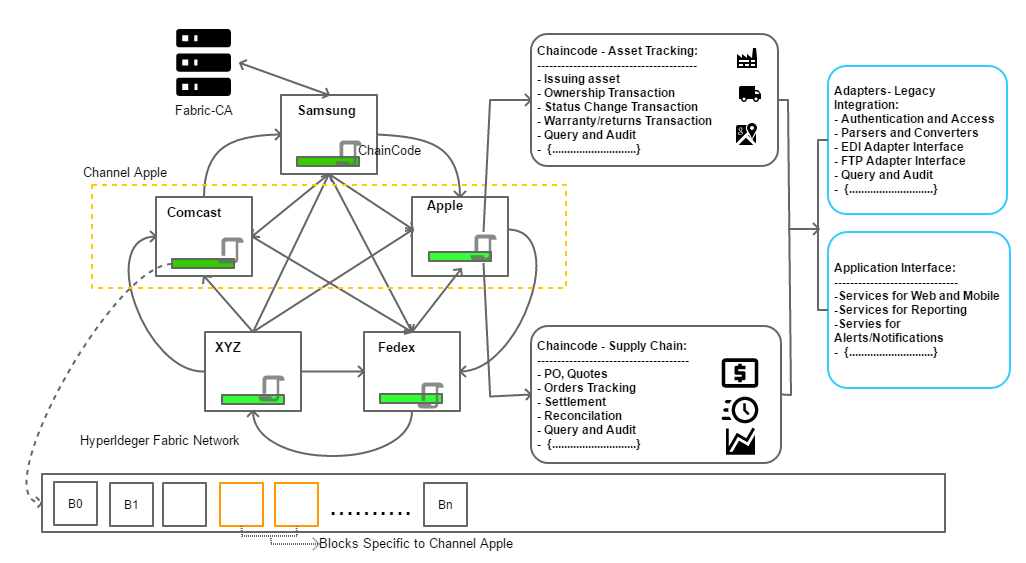 Fabric-CA
Samsung
ChainCode
Channel Apple
Comcast
Apple
XYZ
Fedex
Hyperldeger Fabric Network
Chaincode - Asset Tracking:
--------------------------------------
- Issuing asset
- Ownership Transaction
- Status Change Transaction
- Warranty/returns Transaction
- Query and Audit
- {............................}
Chaincode - Supply Chain:
------------------------------------
- PO, Quotes
- Orders Tracking
- Settlement
- Reconcilation
- Query and Audit
- {............................}
Adapters- Legacy
Integration:
- Authentication and Access
- Parsers and Converters
- EDI Adapter Interface
- FTP Adapter Interface
- Query and Audit
- {............................}
Application Interface:
-----------------------------
-Services for Web and Mobile
-Services for Reporting
-Servies for
Alerts/Notifications
- {............................}
B0
B1
..........
Bn
Blocks Specific to Channel Apple